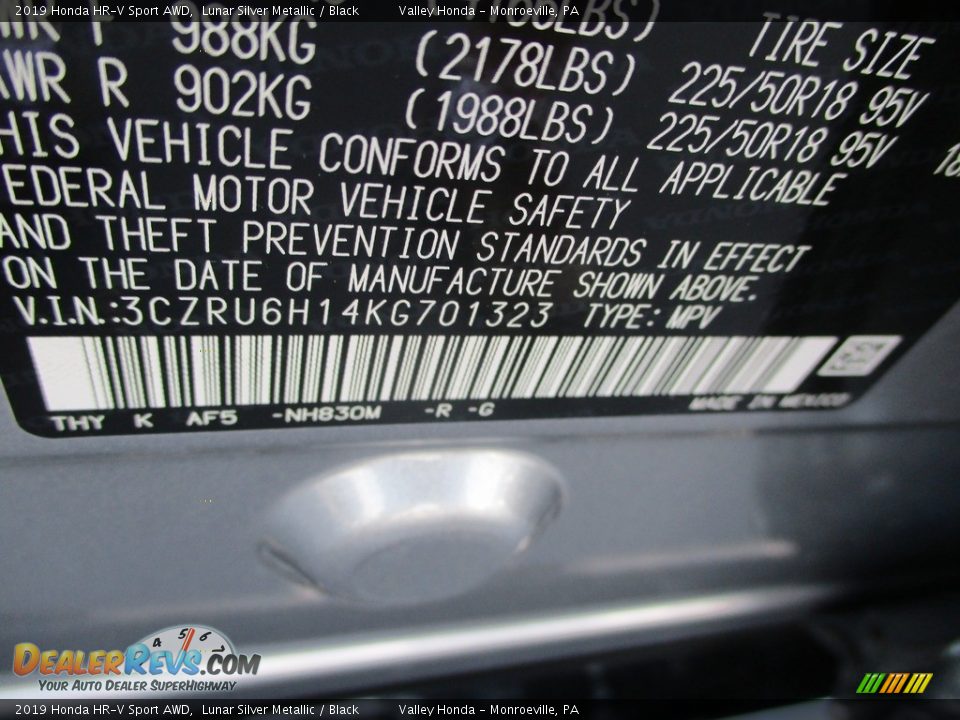 2019 Honda HR-V Sport AWD, Lunar Silver Metallic / Black Valley Honda - Monroeville, PA
988KG TIRE SIZE
WR R 902KG (2178LBS) 225/50R18 95V
(1988LBS) 225/50R18 95V 18
HIS VEHICLE CONFORMS TO ALL APPLICABLE
EDERAL MOTOR VEHICLE SAFETY
AND THEFT PREVENTION STANDARDS IN EFFECT
ON THE DATE OF MANUFACTURE SHOWN ABOVE.
V.I.N.:3CZRU6H14KG701323 TYPE: MPV
THY K AF5 -NH830M -R -G MADE IN MEXICO
4 5 6
DealerRevs.com
Your Auto Dealer SuperHighway
2019 Honda HR-V Sport AWD, Lunar Silver Metallic / Black Valley Honda - Monroeville, PA